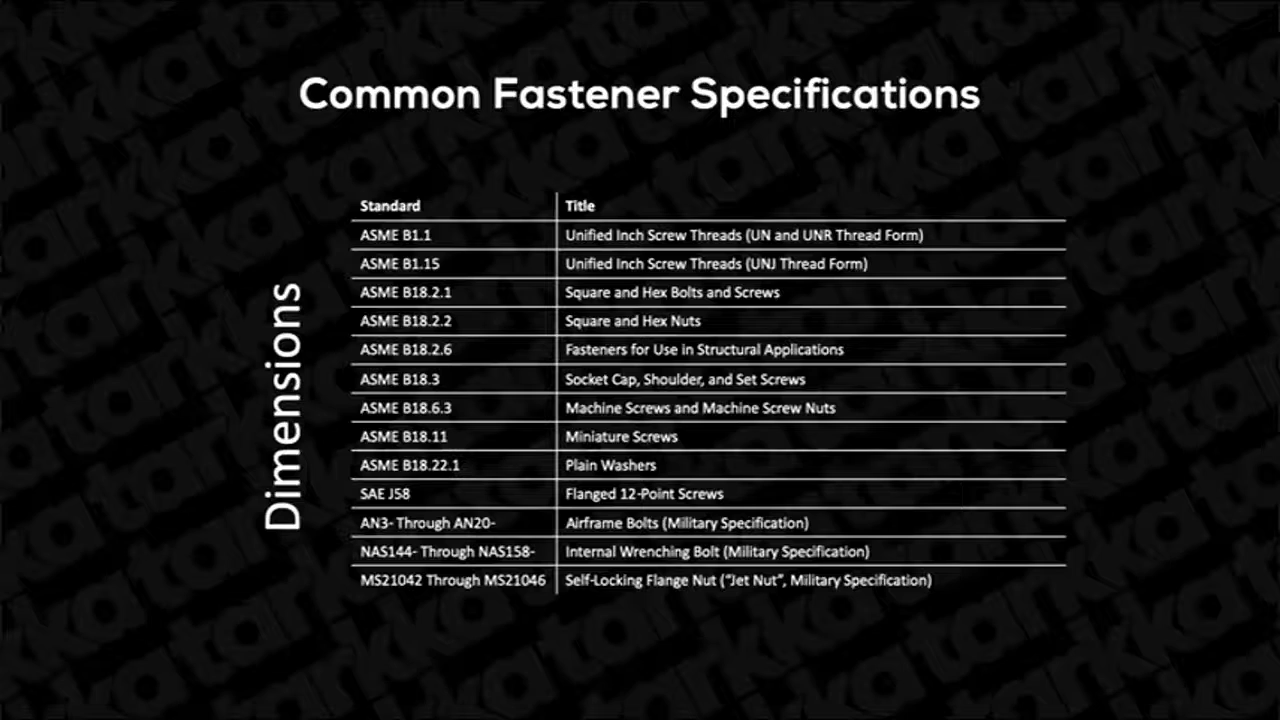 Common Fastener Specifications
Dimensions
Standard Title
ASME B1.1 Unified Inch Screw Threads (UN and UNR Thread Form)
ASME B1.15 Unified Inch Screw Threads (UNJ Thread Form)
ASME B18.2.1 Square and Hex Bolts and Screws
ASME B18.2.2 Square and Hex Nuts
ASME B18.2.6 Fasteners for Use in Structural Applications
ASME B18.3 Socket Cap, Shoulder, and Set Screws
ASME B18.6.3 Machine Screws and Machine Screw Nuts
ASME B18.11 Miniature Screws
ASME B18.22.1 Plain Washers
SAE J58 Flanged 12-Point Screws
AN3- Through AN20- Airframe Bolts (Military Specification)
NAS144- Through NAS158- Internal Wrenching Bolt (Military Specification)
MS21042 Through MS21046 Self-Locking Flange Nut ("Jet Nut", Military Specification)